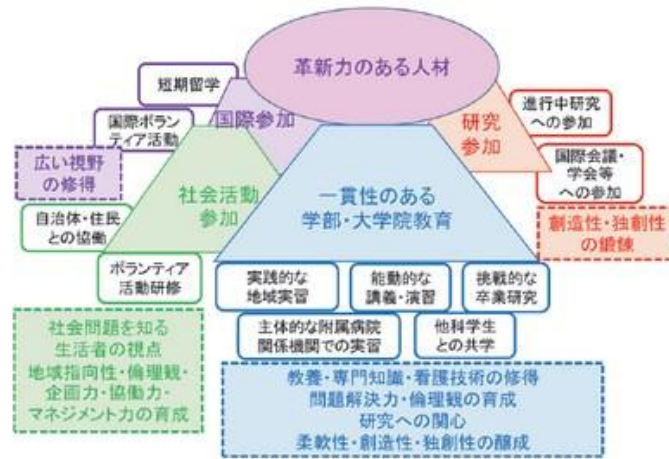 革新力のある人材
短期留学
国際ボラン
ティア活動
国際参加
広い視野
の修得
研究
参加
進行中研究
への参加
国際会議・
学会等
への参加
創造性・独創性
の鍛錬
社会活動
参加
自治体・住民
との協働
ボランティア
活動研修
社会問題を知る
生活者の視点
地域指向性・倫理観・
企画力・協働力・
マネジメント力の育成
一貫性のある
学部・大学院教育
実践的な
地域実習
能動的な
講義・演習
挑戦的な
卒業研究
主体的な附属病院
関係機関での実習
他科学生
との共学
教養・専門知識・看護技術の修得
問題解決力・倫理観の育成
研究への関心
柔軟性・創造性・独創性の醸成